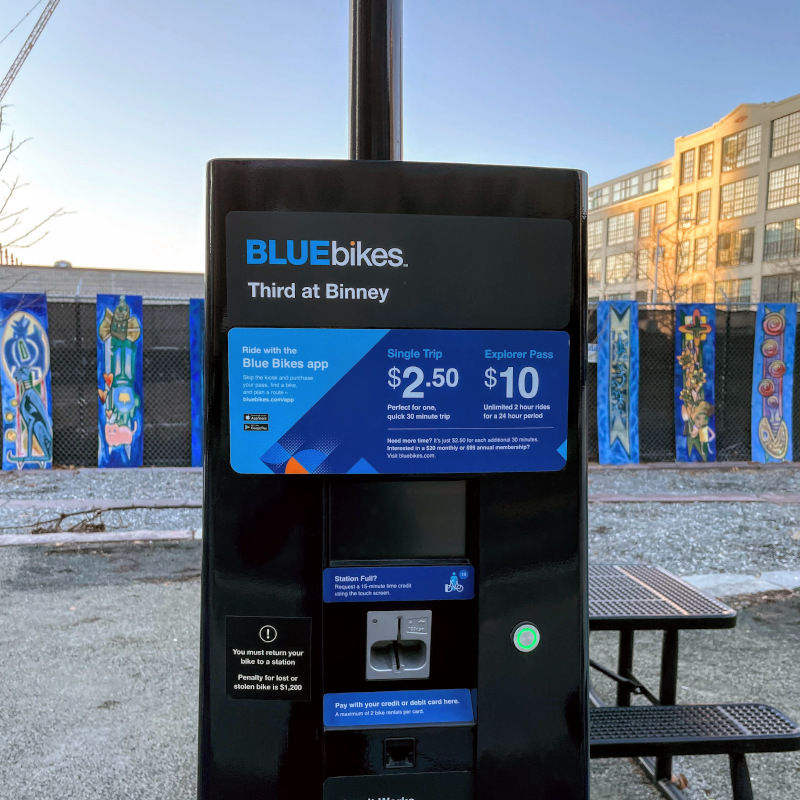 BLUEbikes
Third at Binney
Ride with the
Blue Bikes app
Skip the kiosk and purchase
your pass, find a bike,
and plan a route -
bluebikes.com/app
Single Trip
$2.50
Perfect for one,
quick 30 minute trip
Explorer Pass
$10
Unlimited 2 hour rides
for a 24 hour period
Need more time? It's just $2.50 for each additional 30 minutes.
Interested in a $20 monthly or $99 annual membership?
Visit bluebikes.com.
Station Full?
Request a 15-minute time credit
using the touch screen.
You must return your
bike to a station
Penalty for lost or
stolen bike is $1,200
Pay with your credit or debit card here.
A maximum of 2 bike rentals per card.